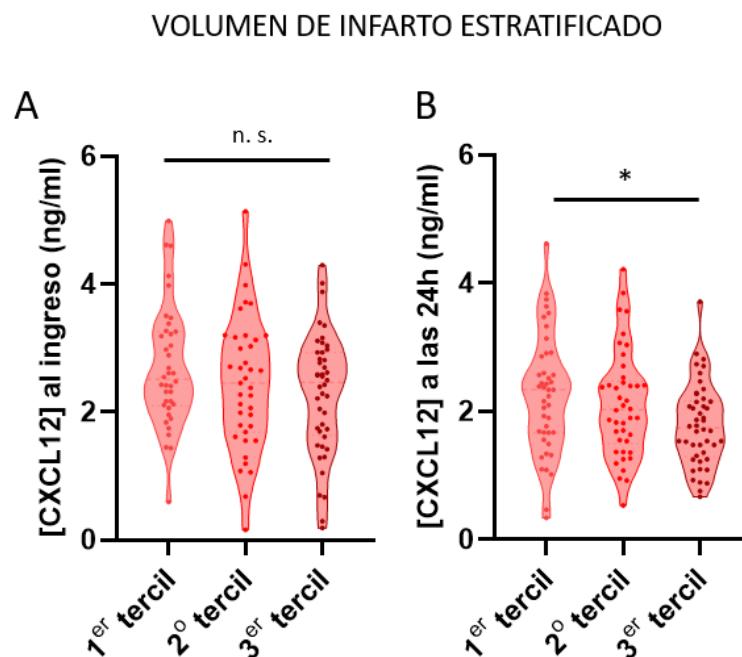 VOLUMEN DE INFARTO ESTRATIFICADO
A
n. s.
[CXCL12] al ingreso (ng/ml)
6
4
2
0
1er tercil
2º tercil
3er tercil
B
*
[CXCL12] a las 24h (ng/ml)
6
4
2
0
1er tercil
2º tercil
3er tercil